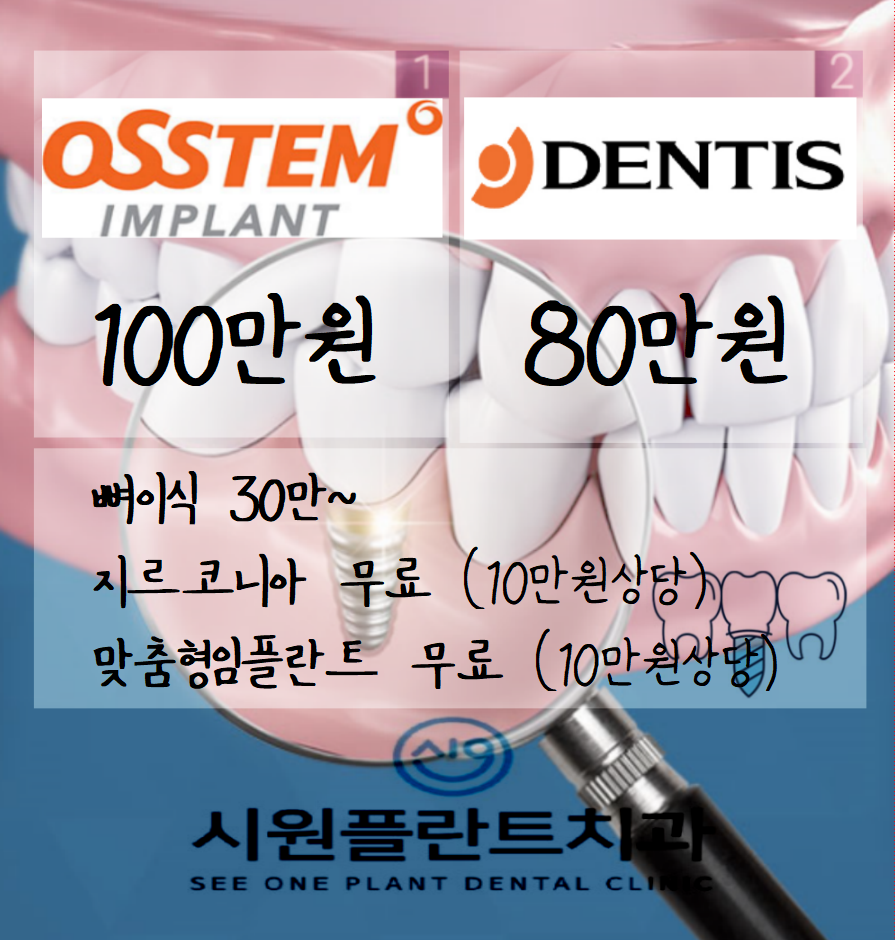 1
2
OSSTEM
IMPLANT
DENTIS
100만원
80만원
뼈이식 30만~
지르코니아 무료 (10만원상당)
맞춤형임플란트 무료 (10만원상당)
시원
시원플란트치과
SEE ONE PLANT DENTAL CLINIC